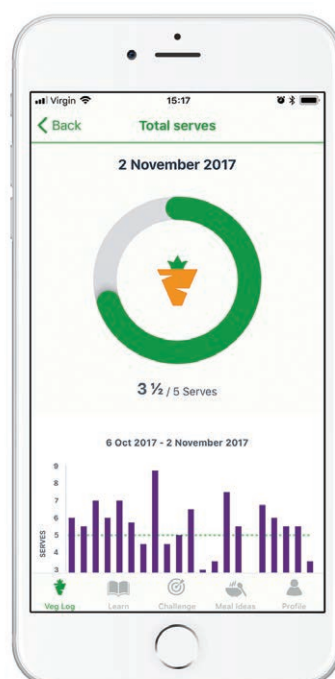 Virgin 15:17
Back Total serves
2 November 2017
3 ½ / 5 Serves
6 Oct 2017 - 2 November 2017
9
8
7
6
5
4
3
SERVES
Veg Log Learn Challenge Meal Ideas Profile